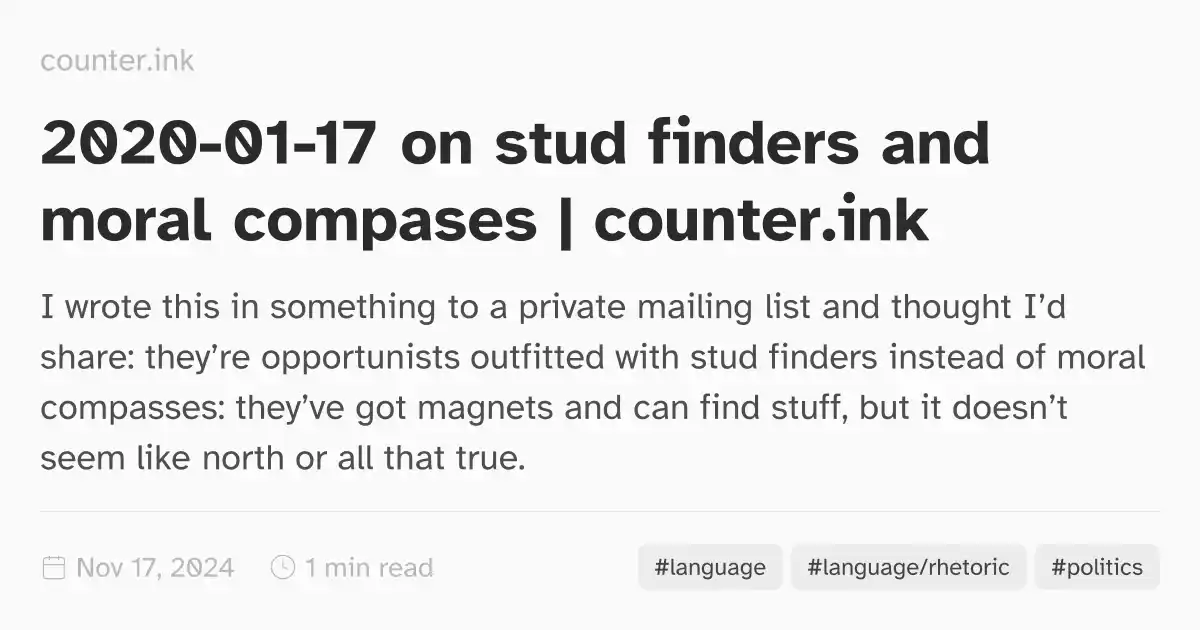 counter.ink
2020-01-17 on stud finders and
moral compases | counter.ink
I wrote this in something to a private mailing list and thought I’d
share: they’re opportunists outfitted with stud finders instead of moral
compasses: they’ve got magnets and can find stuff, but it doesn’t
seem like north or all that true.
Nov 17, 2024 1 min read #language #language/rhetoric #politics